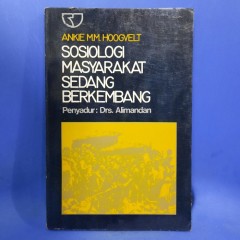 ANKIE M.M. HOOGVELT
SOSIOLOGI
MASYARAKAT
SEDANG
BERKEMBANG
Penyadur: Drs. Alimandan